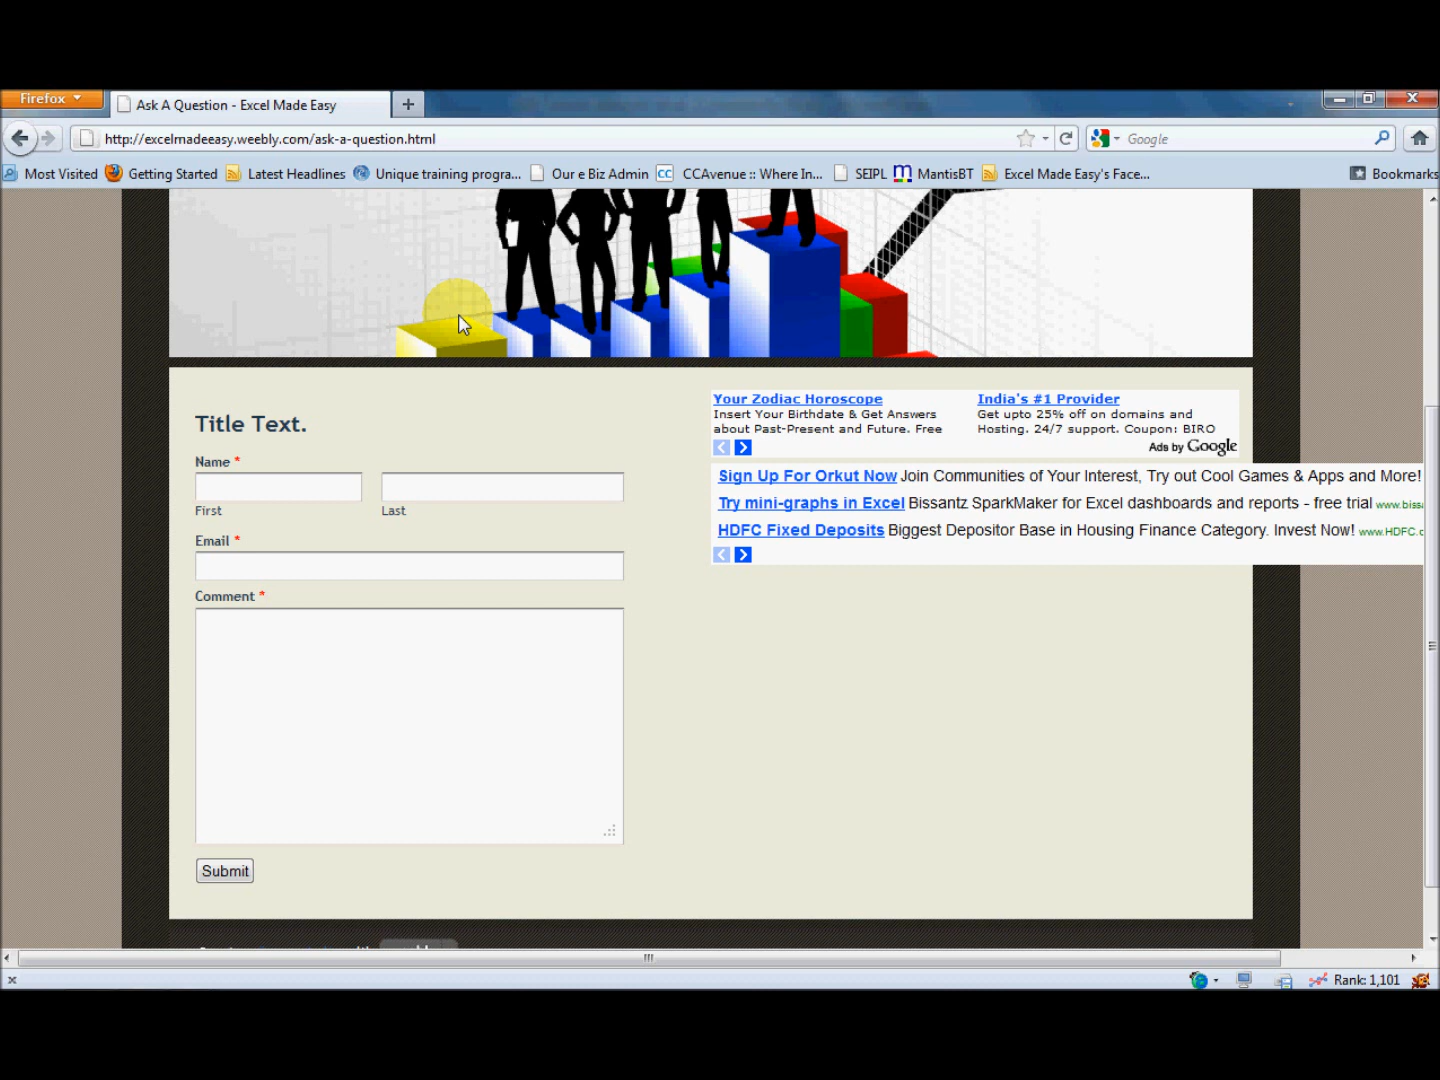 Firefox
Ask A Question - Excel Made Easy
http://excelmadeeasy.weebly.com/ask-a-question.html
Google
Most Visited Getting Started Latest Headlines Unique training progra... Our e Biz Admin CC CCAvenue :: Where In... SEIPL m MantisBT Excel Made Easy's Face... Bookmarks
Your Zodiac Horoscope
Insert Your Birthdate & Get Answers
about Past-Present and Future. Free
India's #1 Provider
Get upto 25% off on domains and
Hosting. 24/7 support. Coupon: BIRO
Ads by Google
Title Text.
Name *
First Last
Email *
Comment *
Submit
Sign Up For Orkut Now Join Communities of Your Interest, Try out Cool Games & Apps and More!
Try mini-graphs in Excel Bissantz SparkMaker for Excel dashboards and reports - free trial www.biss
HDFC Fixed Deposits Biggest Depositor Base in Housing Finance Category. Invest Now! www.HDFC.c
Rank: 1,101